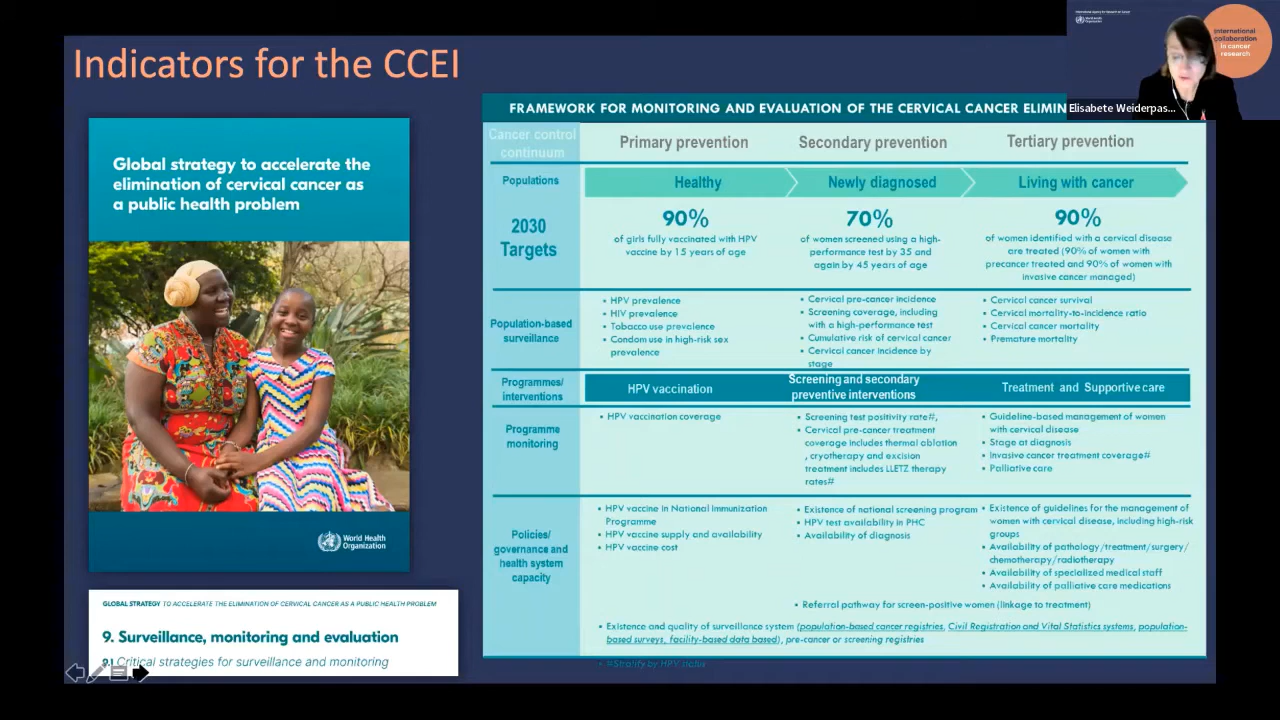 Indicators for the CCEI
World Health
Organization
International
collaboration
in cancer
research
Elisabete Weiderpas...
Global strategy to accelerate the
elimination of cervical cancer as
a public health problem
World Health
Organization
GLOBAL STRATEGY TO ACCELERATE THE ELIMINATION OF CERVICAL CANCER AS A PUBLIC HEALTH PROBLEM
9. Surveillance, monitoring and evaluation
9.1 Critical strategies for surveillance and monitoring
FRAMEWORK FOR MONITORING AND EVALUATION OF THE CERVICAL CANCER ELIMIN
Cancer control
continuum
Primary prevention
Secondary prevention
Tertiary prevention
Populations
Healthy
Newly diagnosed
Living with cancer
2030
Targets
90%
of girls fully vaccinated with HPV
vaccine by 15 years of age
70%
of women screened using a high-
performance test by 35 and
again by 45 years of age
90%
of women identified with a cervical disease
are treated (90% of women with
precancer treated and 90% of women with
invasive cancer managed)
Population-based
surveillance
• HPV prevalence
• HIV prevalence
• Tobacco use prevalence
• Condom use in high-risk sex
prevalence
• Cervical pre-cancer incidence
• Screening coverage, including
with a high-performance test
• Cumulative risk of cervical cancer
• Cervical cancer incidence by
stage
• Cervical cancer survival
• Cervical mortality-to-incidence ratio
• Cervical cancer mortality
• Premature mortality
Programmes/
interventions
HPV vaccination
Screening and secondary
preventive interventions
Treatment and Supportive care
Programme
monitoring
• HPV vaccination coverage
• Screening test positivity rate#,
• Cervical pre-cancer treatment
coverage includes thermal ablation
, cryotherapy and excision
treatment includes LLETZ therapy
rates#
• Guideline-based management of women
with cervical disease
• Stage at diagnosis
• Invasive cancer treatment coverage#
• Palliative care
Policies/
governance and
health system
capacity
• HPV vaccine in National Immunization
Programme
• HPV vaccine supply and availability
• HPV vaccine cost
• Existence of national screening program
• HPV test availability in PHC
• Availability of diagnosis
• Existence of guidelines for the management of
women with cervical disease, including high-risk
groups
• Availability of pathology/treatment/surgery/
chemotherapy/radiotherapy
• Availability of specialized medical staff
• Availability of palliative care medications
• Referral pathway for screen-positive women (linkage to treatment)
• Existence and quality of surveillance system (population-based cancer registries, Civil Registration and Vital Statistics systems, population-
based surveys, facility-based data based), pre-cancer or screening registries
• #Stratify by HPV status